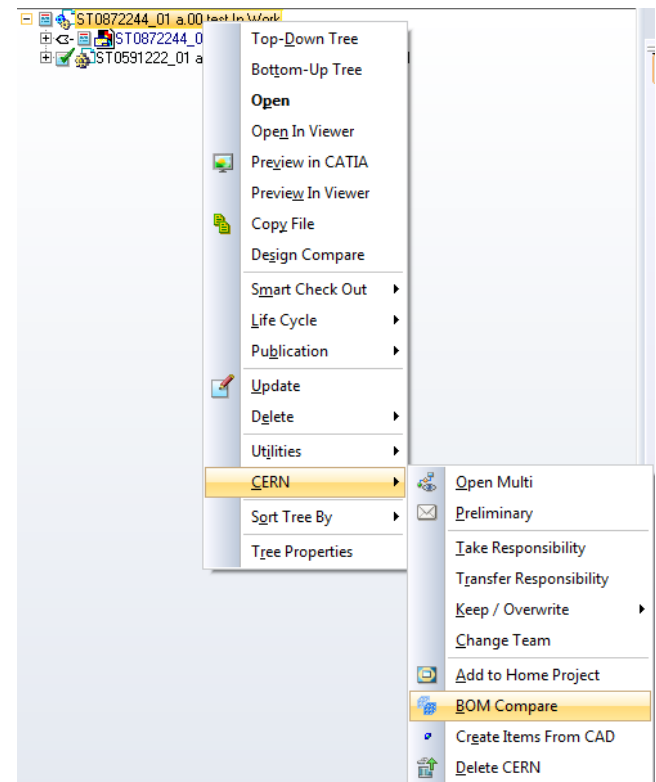 ST0872244_01 a.00 test In Work
ST0872244_0
ST0591222_01 a
Top-Down Tree
Bottom-Up Tree
Open
Open In Viewer
Preview in CATIA
Preview In Viewer
Copy File
Design Compare
Smart Check Out
Life Cycle
Publication
Update
Delete
Utilities
CERN
Sort Tree By
Tree Properties
Open Multi
Preliminary
Take Responsibility
Transfer Responsibility
Keep / Overwrite
Change Team
Add to Home Project
BOM Compare
Create Items From CAD
Delete CERN